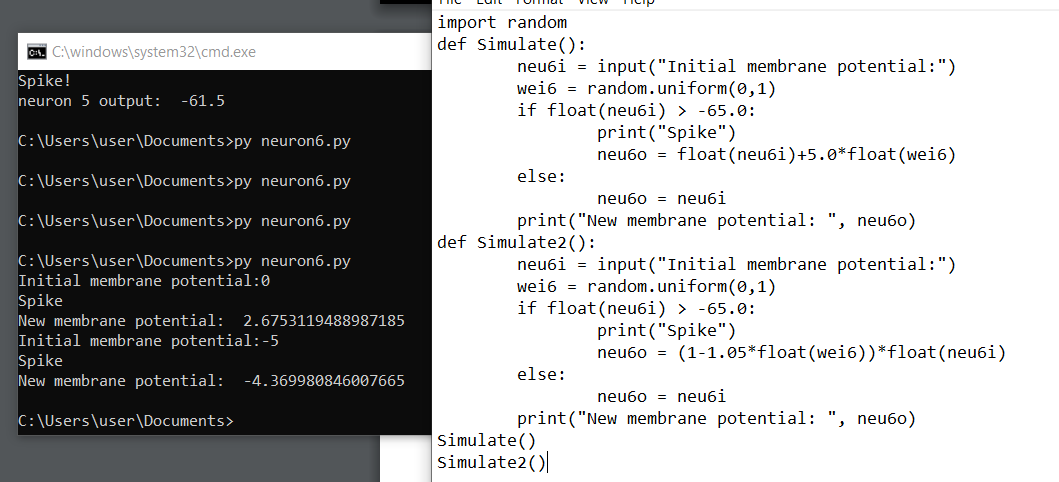 C:\windows\system32\cmd.exe
Spike!
neuron 5 output:  -61.5
C:\Users\user\Documents>py neuron6.py
C:\Users\user\Documents>py neuron6.py
C:\Users\user\Documents>py neuron6.py
C:\Users\user\Documents>py neuron6.py
Initial membrane potential:0
Spike
New membrane potential:  2.6753119488987185
Initial membrane potential:-5
Spike
New membrane potential:  -4.369980846007665
C:\Users\user\Documents>
File Edit Format View Help
import random
def Simulate():
        neu6i = input("Initial membrane potential:")
        wei6 = random.uniform(0,1)
        if float(neu6i) > -65.0:
                print("Spike")
                neu6o = float(neu6i)+5.0*float(wei6)
        else:
                neu6o = neu6i
        print("New membrane potential: ", neu6o)
def Simulate2():
        neu6i = input("Initial membrane potential:")
        wei6 = random.uniform(0,1)
        if float(neu6i) > -65.0:
                print("Spike")
                neu6o = (1-1.05*float(wei6))*float(neu6i)
        else:
                neu6o = neu6i
        print("New membrane potential: ", neu6o)
Simulate()
Simulate2()